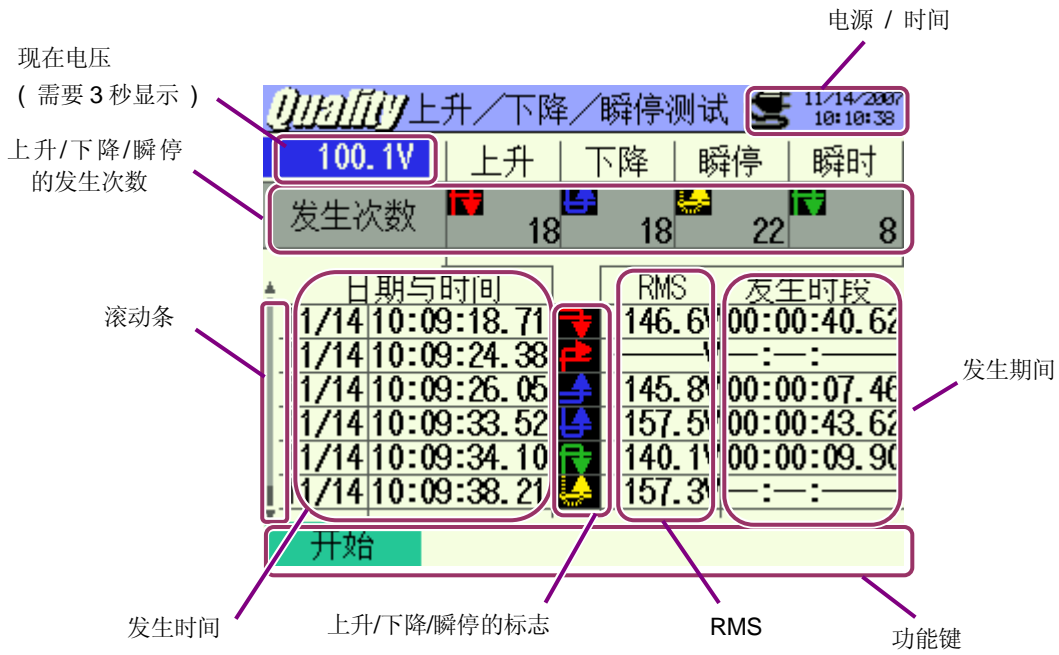 电源 / 时间
现在电压
( 需要 3 秒显示 )
上升/下降/瞬停
的发生次数
Quality 上升／下降／瞬停测试 11/14/2007
10:10:38
100.1V 上升 下降 瞬停 瞬时
发生次数 18 18 22 8
日期与时间 RMS 发生时段
1/14 10:09:18.71 146.6V 00:00:40.62
1/14 10:09:24.38 ----V --:--:--
1/14 10:09:26.05 145.8V 00:00:07.46
1/14 10:09:33.52 157.5V 00:00:43.62
1/14 10:09:34.10 140.1V 00:00:09.90
1/14 10:09:38.21 157.3V --:--:--
滚动条
发生期间
开始
发生时间
上升/下降/瞬停的标志
RMS
功能键